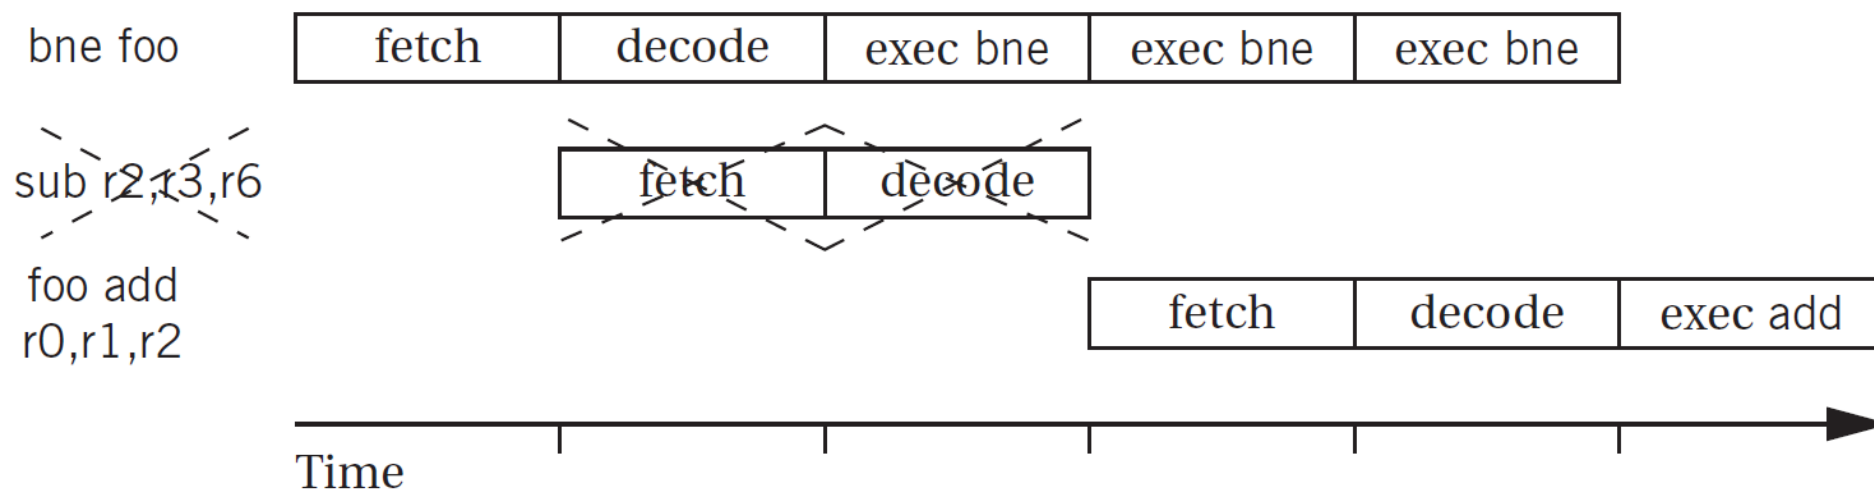 bne foo fetch decode exec bne exec bne exec bne
sub r2,r3,r6 fetch decode
foo add
r0,r1,r2 fetch decode exec add
Time